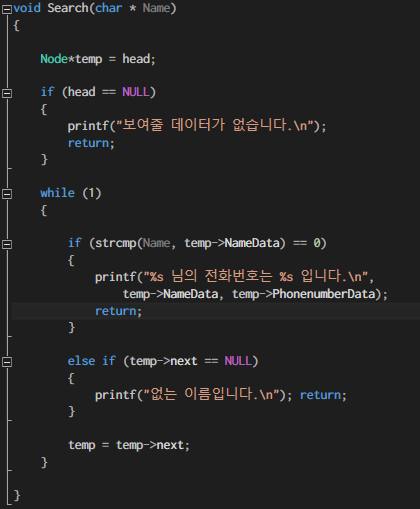 void Search(char * Name)
{
Node*temp = head;
if (head == NULL)
{
printf("보여줄 데이터가 없습니다.\n");
return;
}
while (1)
{
if (strcmp(Name, temp->NameData) == 0)
{
printf("%s 님의 전화번호는 %s 입니다.\n",
temp->NameData, temp->PhonenumberData);
return;
}
else if (temp->next == NULL)
{
printf("없는 이름입니다.\n"); return;
}
temp = temp->next;
}
}